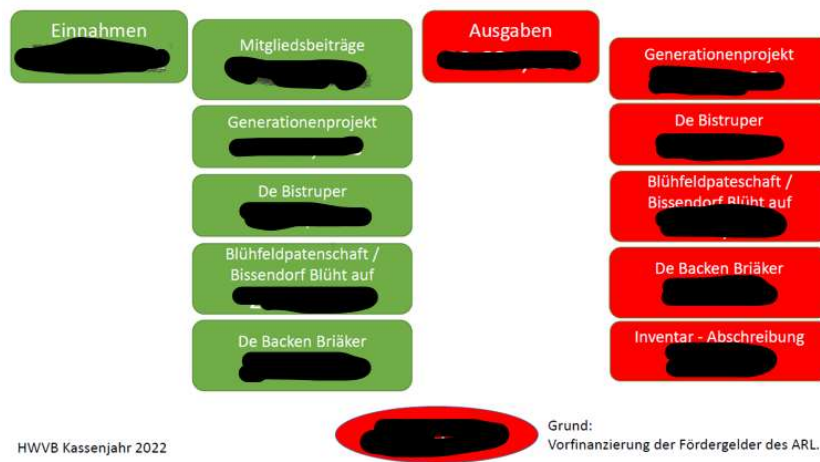 Einnahmen
Mitgliedsbeiträge
Generationenprojekt
De Bistruper
Blühfeldpatenschaft /
Bissendorf Blüht auf
De Backen Briäker
Ausgaben
Generationenprojekt
De Bistruper
Blühfeldpateschaft /
Bissendorf Blüht auf
De Backen Briäker
Inventar - Abschreibung
HWVB Kassenjahr 2022
Grund:
Vorfinanzierung der Fördergelder des ARL.